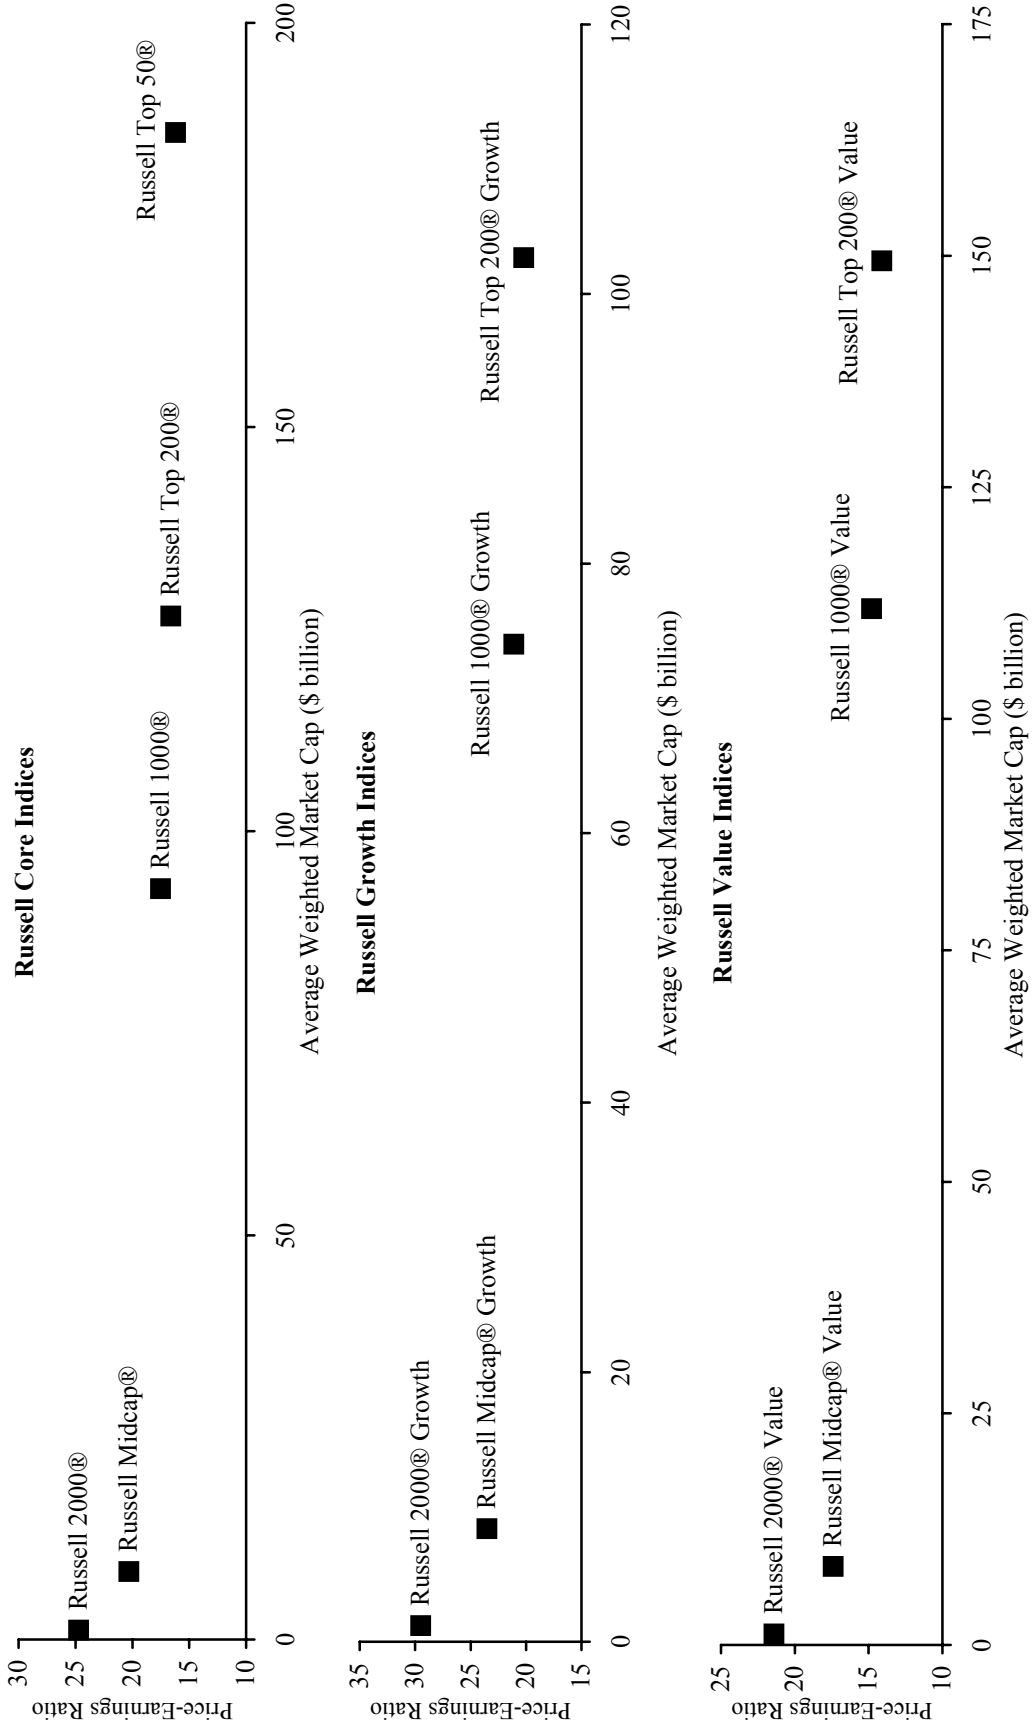 Russell Core Indices
30
25
20
15
10
Price-Earnings Ratio
Russell 2000®
Russell Midcap®
Russell 1000®
Russell Top 200®
Russell Top 50®
0
50
100
150
200
Average Weighted Market Cap ($ billion)
Russell Growth Indices
35
30
25
20
15
Price-Earnings Ratio
Russell 2000® Growth
Russell Midcap® Growth
Russell 1000® Growth
Russell Top 200® Growth
0
20
40
60
80
100
120
Average Weighted Market Cap ($ billion)
Russell Value Indices
25
20
15
10
Price-Earnings Ratio
Russell 2000® Value
Russell Midcap® Value
Russell 1000® Value
Russell Top 200® Value
0
25
50
75
100
125
150
175
Average Weighted Market Cap ($ billion)